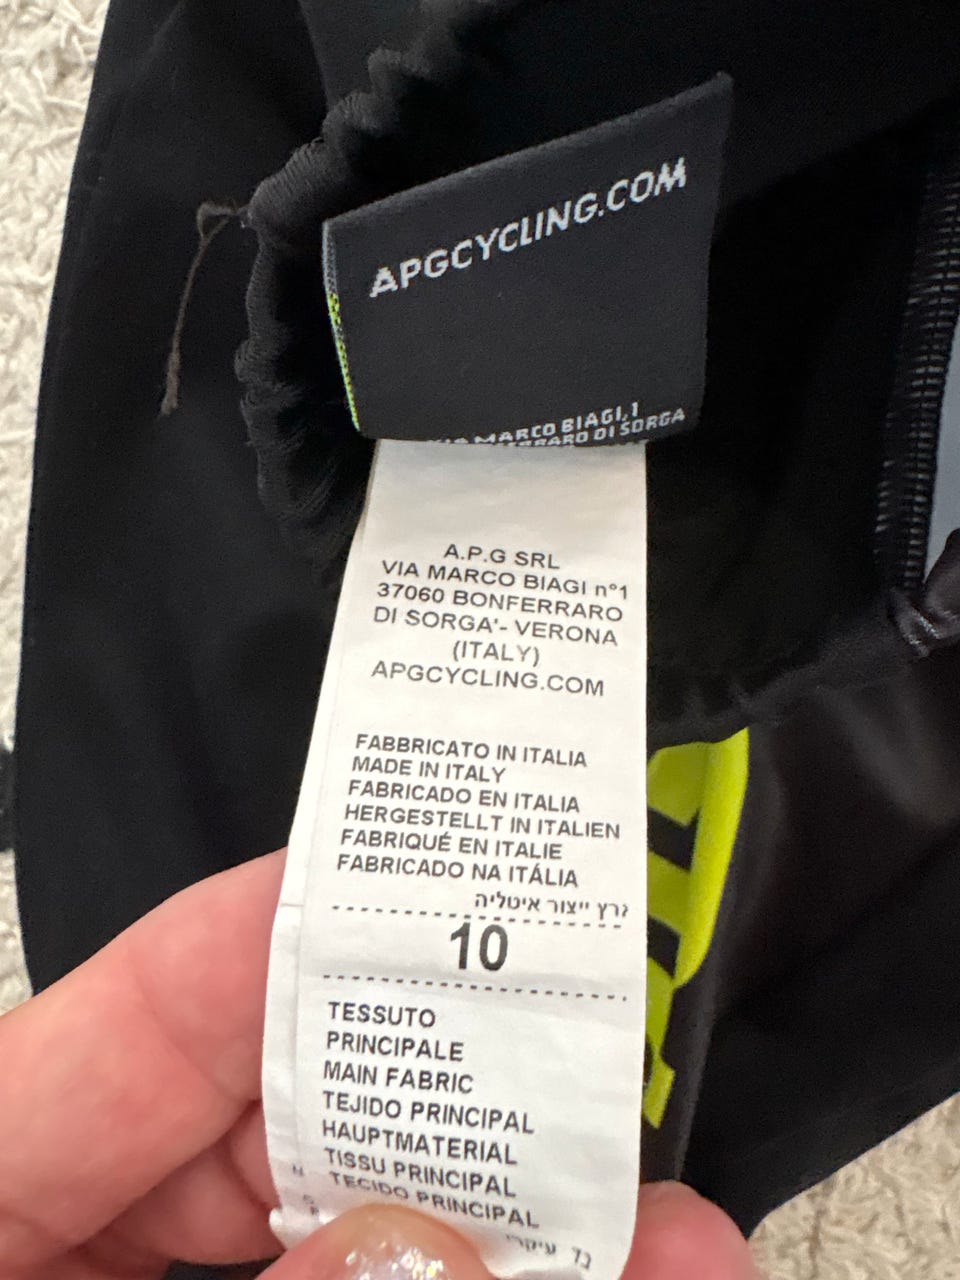 APGCYCLING.COM
VIA MARCO BIAGI,1
DI SORGA
A.P.G SRL
VIA MARCO BIAGI n°1
37060 BONFERRARO
DI SORGA'- VERONA
(ITALY)
APGCYCLING.COM
FABBRICATO IN ITALIA
MADE IN ITALY
FABRICADO EN ITALIA
HERGESTELLT IN ITALIEN
FABRIQUÉ EN ITALIE
FABRICADO NA ITÁLIA
ייצור איטליה
10
TESSUTO
PRINCIPALE
MAIN FABRIC
TEJIDO PRINCIPAL
HAUPTMATERIAL
TISSU PRINCIPAL
TECIDO PRINCIPAL
בד עיקרי